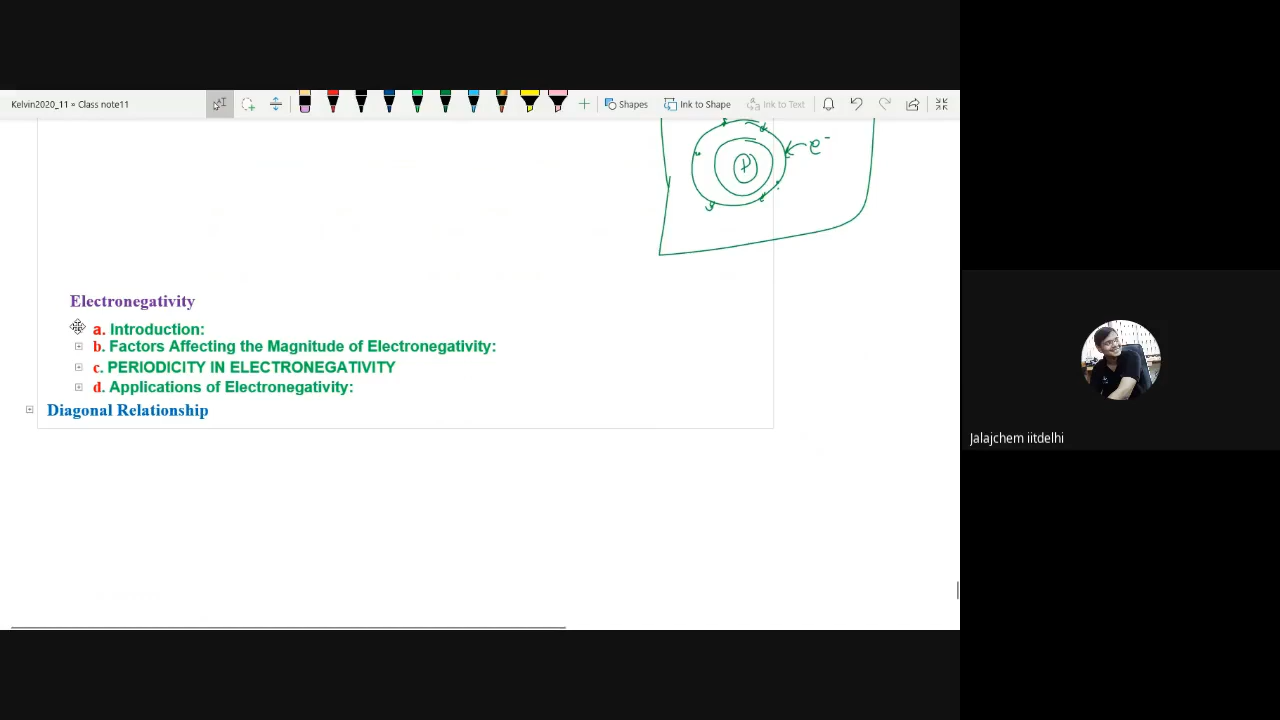 Kelvin2020_11 » Class note11
Shapes
Ink to Shape
Ink to Text
e⁻
P
Electronegativity
a. Introduction:
b. Factors Affecting the Magnitude of Electronegativity:
c. PERIODICITY IN ELECTRONEGATIVITY
d. Applications of Electronegativity:
Diagonal Relationship
Jalajchem iitdelhi